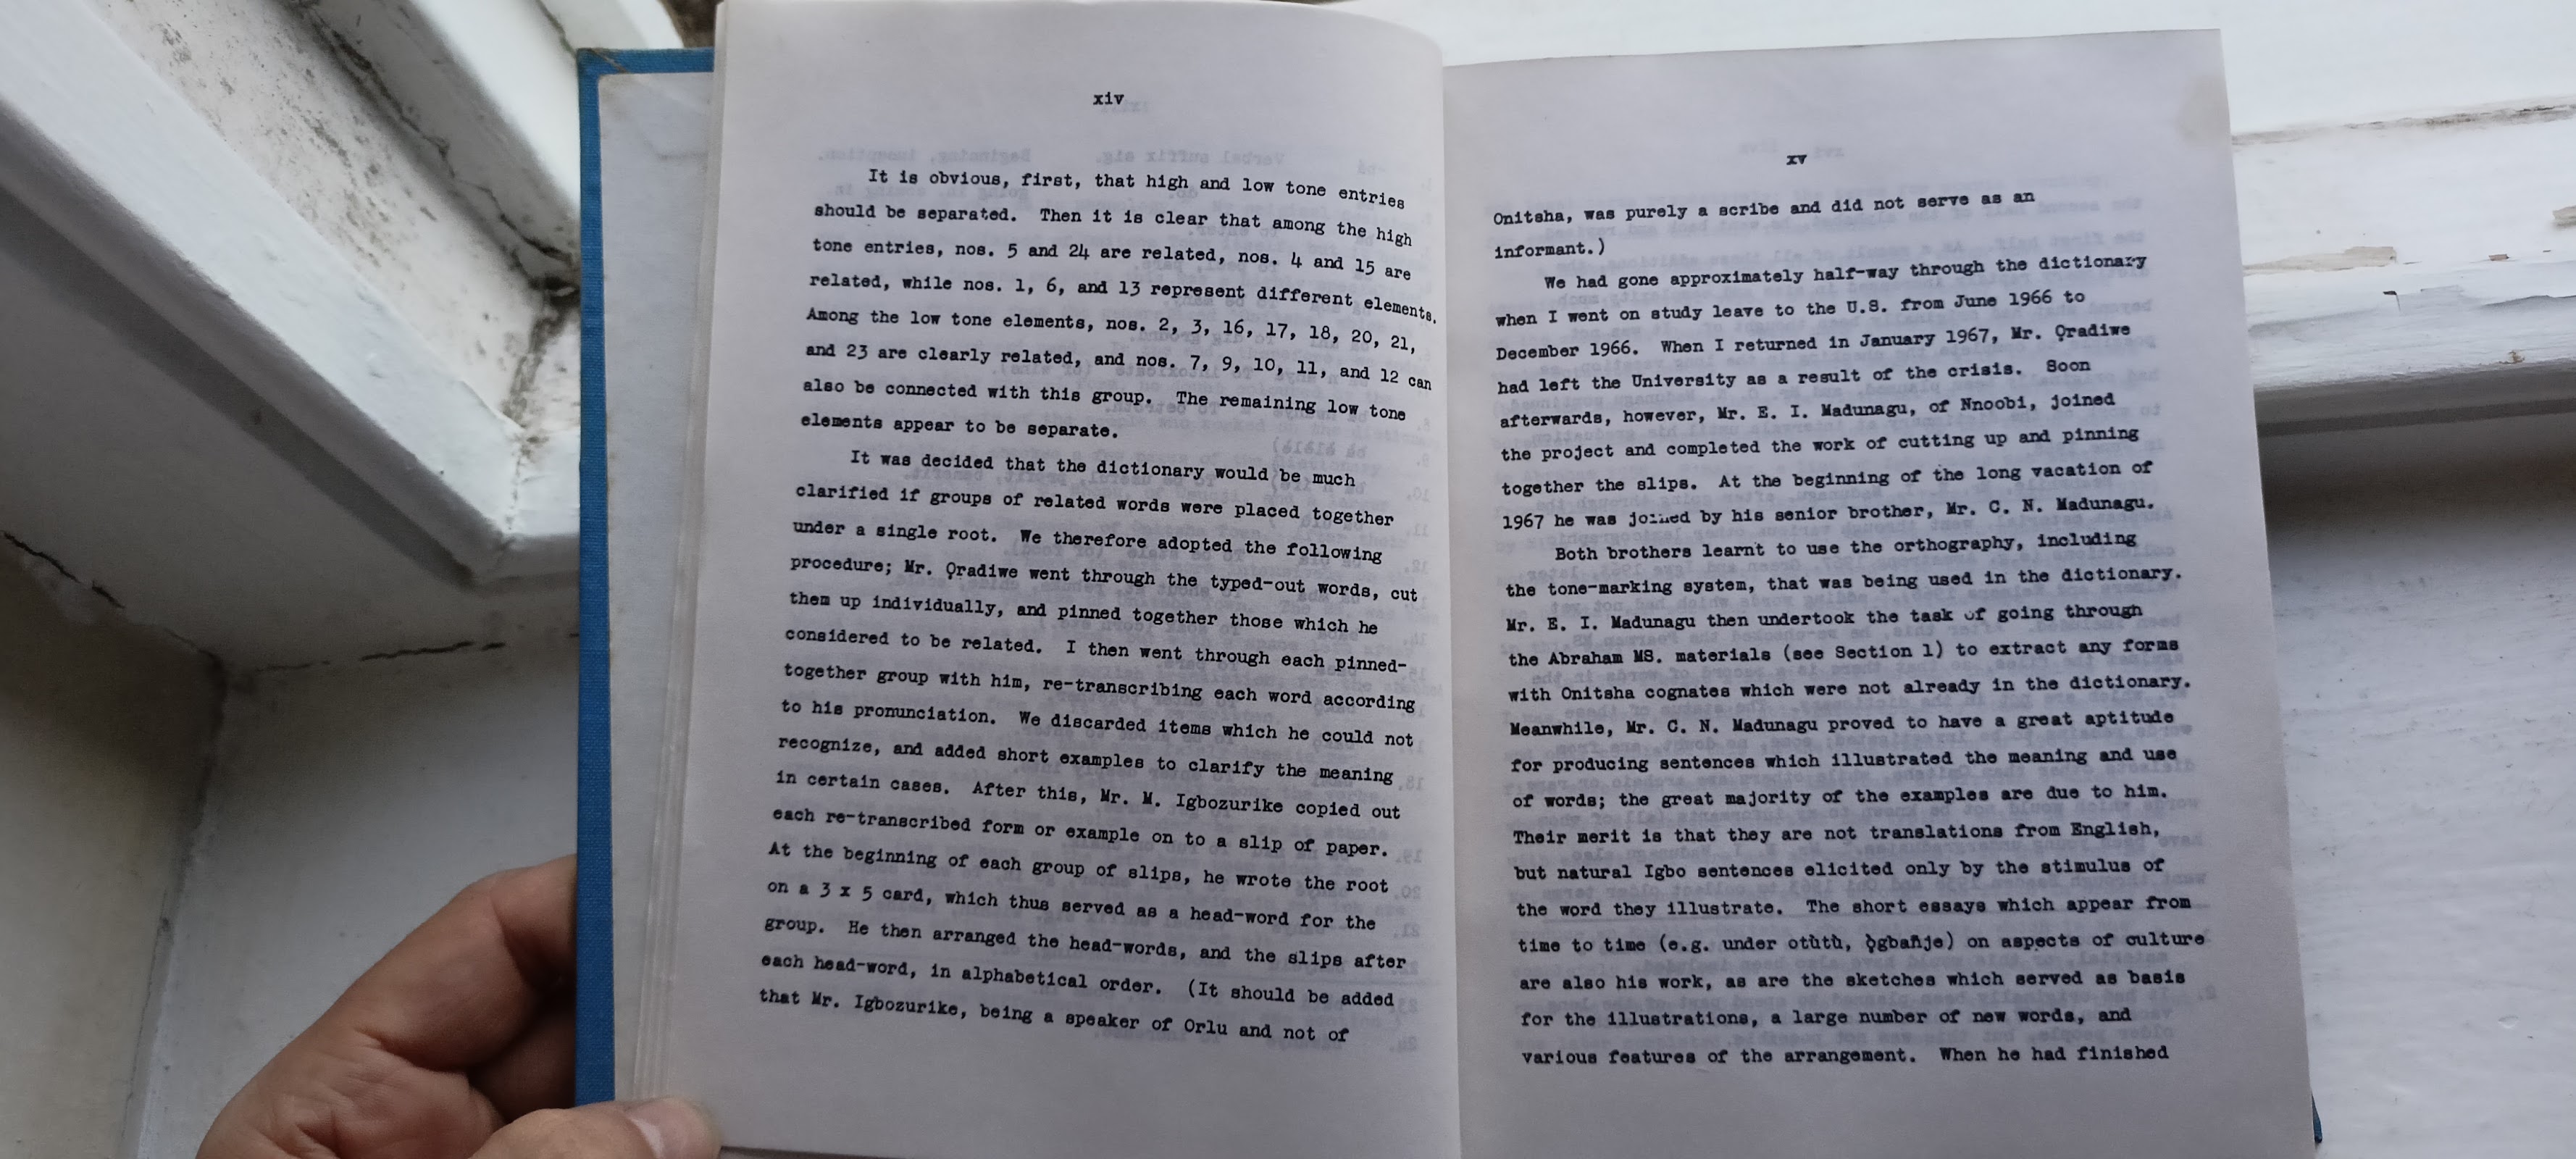 xiv
It is obvious, first, that high and low tone entries
should be separated. Then it is clear that among the high
tone entries, nos. 5 and 24 are related, nos. 4 and 15 are
related, while nos. 1, 6, and 13 represent different elements.
Among the low tone elements, nos. 2, 3, 16, 17, 18, 20, 21,
and 23 are clearly related, and nos. 7, 9, 10, 11, and 12 can
also be connected with this group. The remaining low tone
elements appear to be separate.
It was decided that the dictionary would be much
clarified if groups of related words were placed together
under a single root. We therefore adopted the following
procedure; Mr. Ọradiwe went through the typed-out words, cut
them up individually, and pinned together those which he
considered to be related. I then went through each pinned-
together group with him, re-transcribing each word according
to his pronunciation. We discarded items which he could not
recognize, and added short examples to clarify the meaning
in certain cases. After this, Mr. M. Igbozurike copied out
each re-transcribed form or example on to a slip of paper.
At the beginning of each group of slips, he wrote the root
on a 3 x 5 card, which thus served as a head-word for the
group. He then arranged the head-words, and the slips after
each head-word, in alphabetical order. (It should be added
that Mr. Igbozurike, being a speaker of Orlu and not of
xv
Onitsha, was purely a scribe and did not serve as an
informant.)
We had gone approximately half-way through the dictionary
when I went on study leave to the U.S. from June 1966 to
December 1966. When I returned in January 1967, Mr. Ọradiwe
had left the University as a result of the crisis. Soon
afterwards, however, Mr. E. I. Madunagu, of Nnoobi, joined
the project and completed the work of cutting up and pinning
together the slips. At the beginning of the long vacation of
1967 he was joined by his senior brother, Mr. C. N. Madunagu.
Both brothers learnt to use the orthography, including
the tone-marking system, that was being used in the dictionary.
Mr. E. I. Madunagu then undertook the task of going through
the Abraham MS. materials (see Section 1) to extract any forms
with Onitsha cognates which were not already in the dictionary.
Meanwhile, Mr. C. N. Madunagu proved to have a great aptitude
for producing sentences which illustrated the meaning and use
of words; the great majority of the examples are due to him.
Their merit is that they are not translations from English,
but natural Igbo sentences elicited only by the stimulus of
the word they illustrate. The short essays which appear from
time to time (e.g. under otùtù, ọ̀gbañje) on aspects of culture
are also his work, as are the sketches which served as basis
for the illustrations, a large number of new words, and
various features of the arrangement. When he had finished